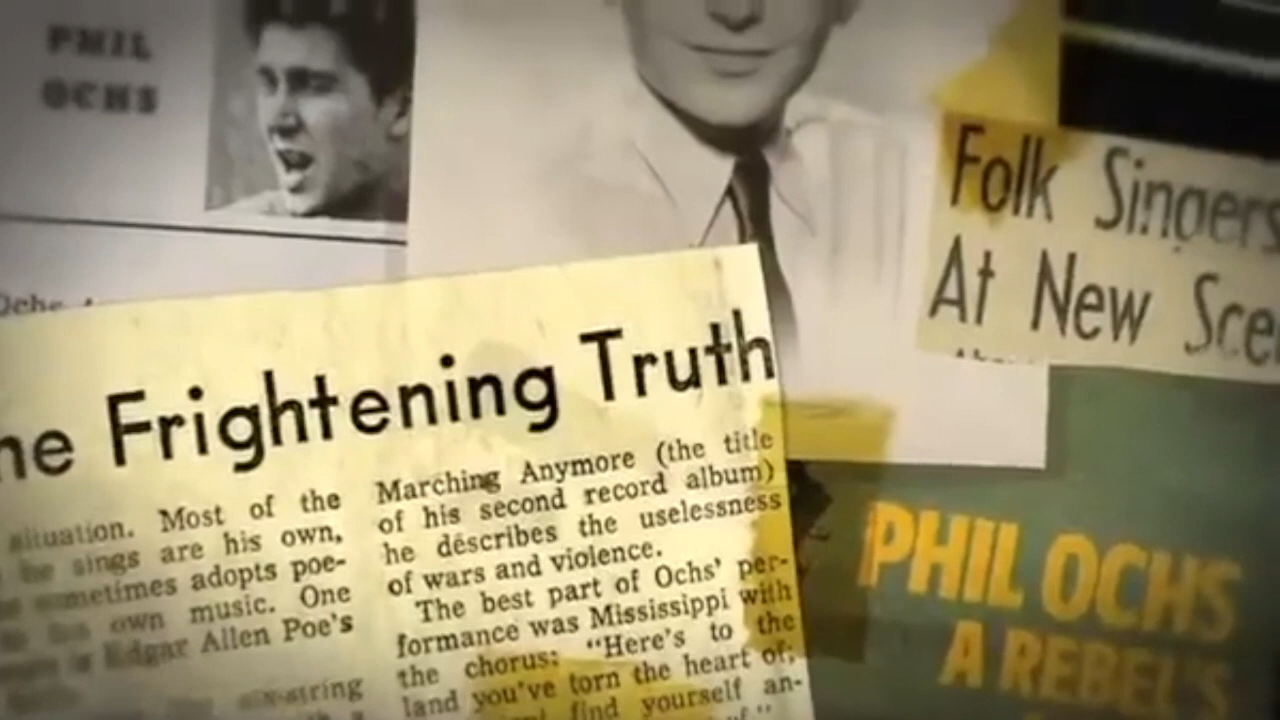 PHIL
OCHS
Folk Singers
At New Sce
Frightening Truth
situation. Most of the
he sings are his own,
sometimes adopts poe-
own music. One
is Edgar Allen Poe's
six-string
Marching Anymore (the title
of his second record album)
he describes the uselessness
of wars and violence.
The best part of Ochs' per-
formance was Mississippi with
the chorus: "Here's to the
land you've torn the heart of;
find yourself an-
PHIL OCHS
A REBEL'S